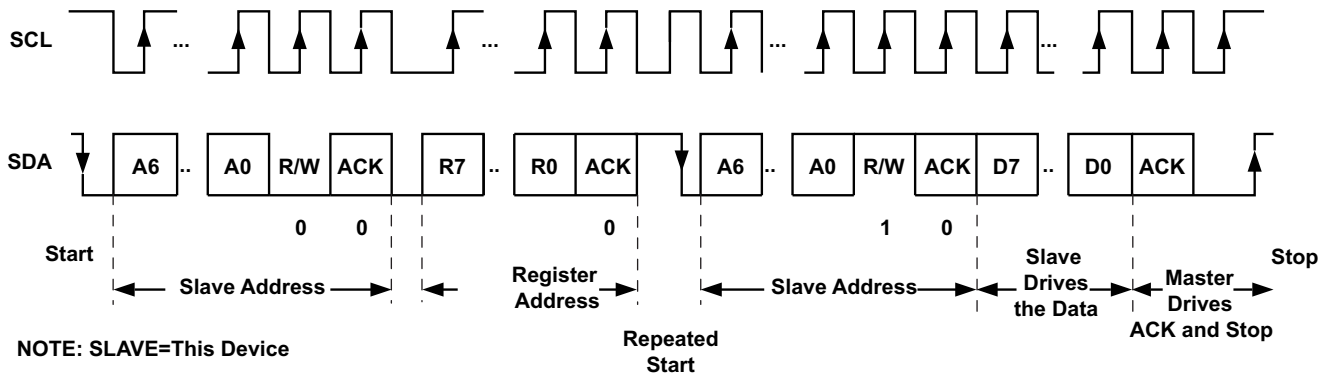 SCL ... ... ... ...
SDA A6 .. A0 R/W ACK R7 .. R0 ACK A6 .. A0 R/W ACK D7 .. D0 ACK
0 0 0 1 0
Start
Slave Address
Register
Address
Repeated
Start
Slave Address
Slave
Drives
the Data
Master
Drives
ACK and Stop
Stop
NOTE: SLAVE=This Device